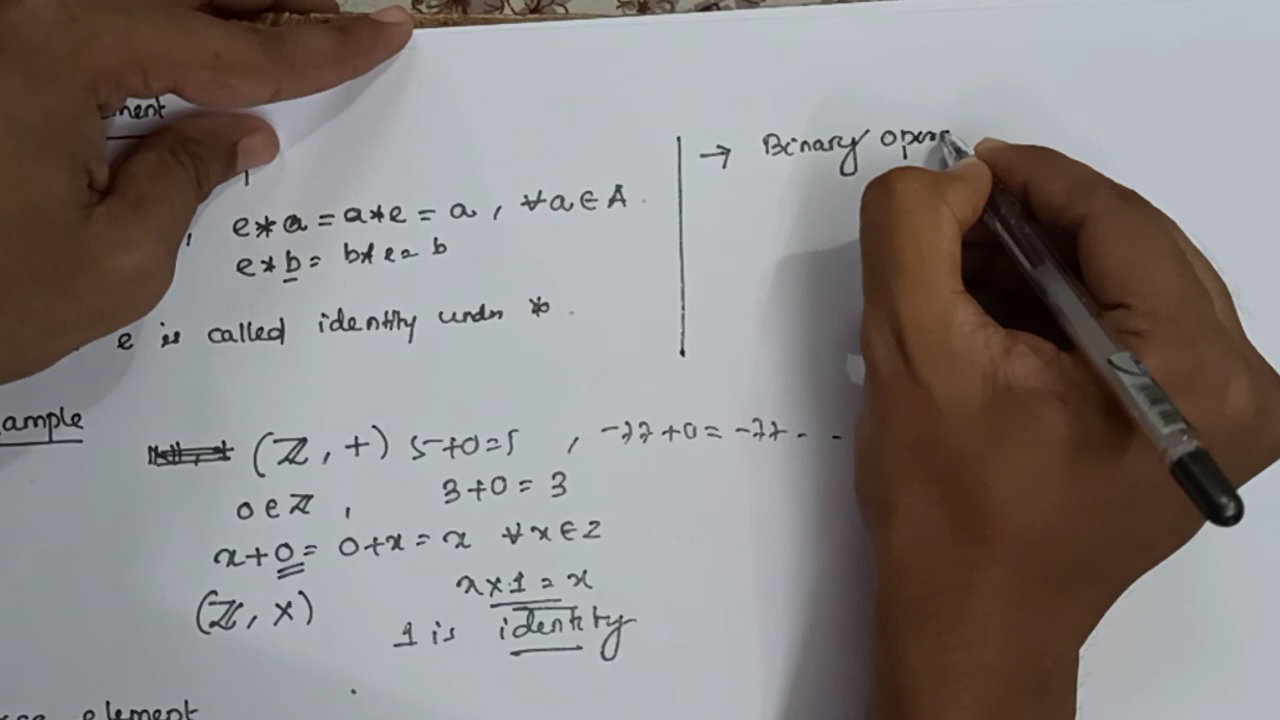 ment
→ Binary oper
e*a = a*e = a, ∀a∈A.
e*b = b*e = b
e is called identity under *.
ample
(ℤ, +) 5+0=5 , -77+0 = -77 - -
0∈ℤ , 3+0 = 3
x+0 = 0+x = x ∀x∈Z
(ℤ, ×) x×1 = x
1 is identity
element